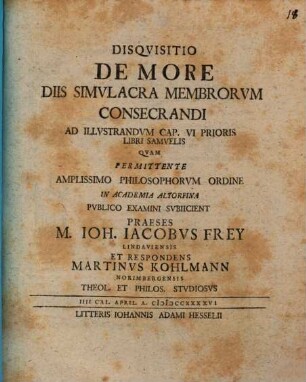 18
DISQVISITIO
DE MORE
DIIS SIMVLACRA MEMBRORVM
CONSECRANDI
AD ILLVSTRANDVM CAP. VI PRIORIS
LIBRI SAMVELIS
QVAM
PERMITTENTE
AMPLISSIMO PHILOSOPHORVM ORDINE
IN ACADEMIA ALTORFINA
PVBLICO EXAMINI SVBIICIENT
PRAESES
M. IOH. IACOBVS FREY
LINDAVIENSIS
ET RESPONDENS
MARTINVS KOHLMANN
NORIMBERGENSIS
THEOL. ET PHILOS. STVDIOSVS
IIII CAL. APRIL. A. CIƆIƆCCXXXXVI
LITTERIS IOHANNIS ADAMI HESSELII